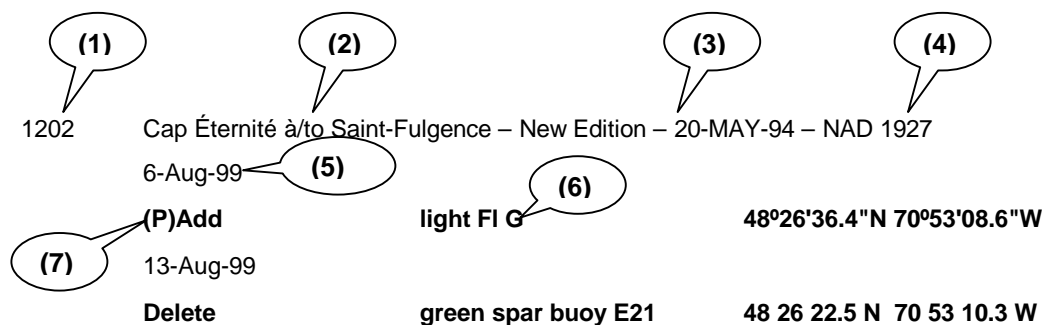 (1) (2) (3) (4)
1202 Cap Éternité à/to Saint-Fulgence – New Edition – 20-MAY-94 – NAD 1927
6-Aug-99 (5)
(6)
(P)Add light Fl G 48º26'36.4"N 70º53'08.6"W
(7) 13-Aug-99
Delete green spar buoy E21 48 26 22.5 N 70 53 10.3 W